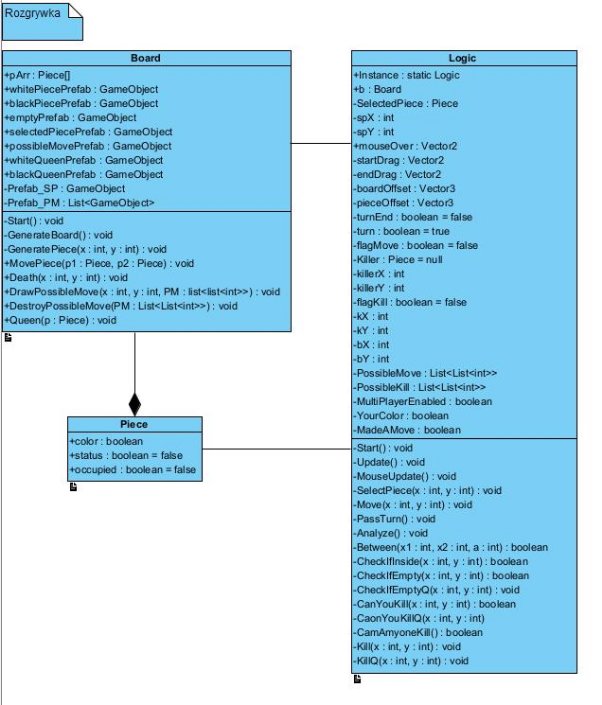 Rozgrywka
Board
+pArr : Piece[]
+whitePiecePrefab : GameObject
+blackPiecePrefab : GameObject
+emptyPrefab : GameObject
+selectedPiecePrefab : GameObject
+possibleMovePrefab : GameObject
+whiteQueenPrefab : GameObject
+blackQueenPrefab : GameObject
-Prefab_SP : GameObject
-Prefab_PM : List<GameObject>
-Start() : void
-GenerateBoard() : void
-GeneratePiece(x : int, y : int) : void
+MovePiece(p1 : Piece, p2 : Piece) : void
+Death(x : int, y : int) : void
+DrawPossibleMove(x : int, y : int, PM : list<list<int>>) : void
+DestroyPossibleMove(PM : List<List<int>>) : void
+Queen(p : Piece) : void
Piece
+color : boolean
+status : boolean = false
+occupied : boolean = false
Logic
+Instance : static Logic
+b : Board
-SelectedPiece : Piece
-spX : int
-spY : int
+mouseOver : Vector2
-startDrag : Vector2
-endDrag : Vector2
-boardOffset : Vector3
-pieceOffset : Vector3
-turnEnd : boolean = false
-turn : boolean = true
-flagMove : boolean = false
-Killer : Piece = null
-killerX : int
-killerY : int
-flagKill : boolean = false
-kX : int
-kY : int
-bX : int
-bY : int
-PossibleMove : List<List<int>>
-PossibleKill : List<List<int>>
-MultiPlayerEnabled : boolean
-YourColor : boolean
-MadeAMove : boolean
-Start() : void
-Update() : void
-MouseUpdate() : void
-SelectPiece(x : int, y : int) : void
-Move(x : int, y : int) : void
-PassTurn() : void
-Analyze() : void
-Between(x1 : int, x2 : int, a : int) : boolean
-CheckIfInside(x : int, y : int) : boolean
-CheckIfEmpty(x : int, y : int) : boolean
-CheckIfEmptyQ(x : int, y : int) : void
-CanYouKill(x : int, y : int) : boolean
-CaonYouKillQ(x : int, y : int)
-CamAmyoneKill() : boolean
-Kill(x : int, y : int) : void
-KillQ(x : int, y : int) : void